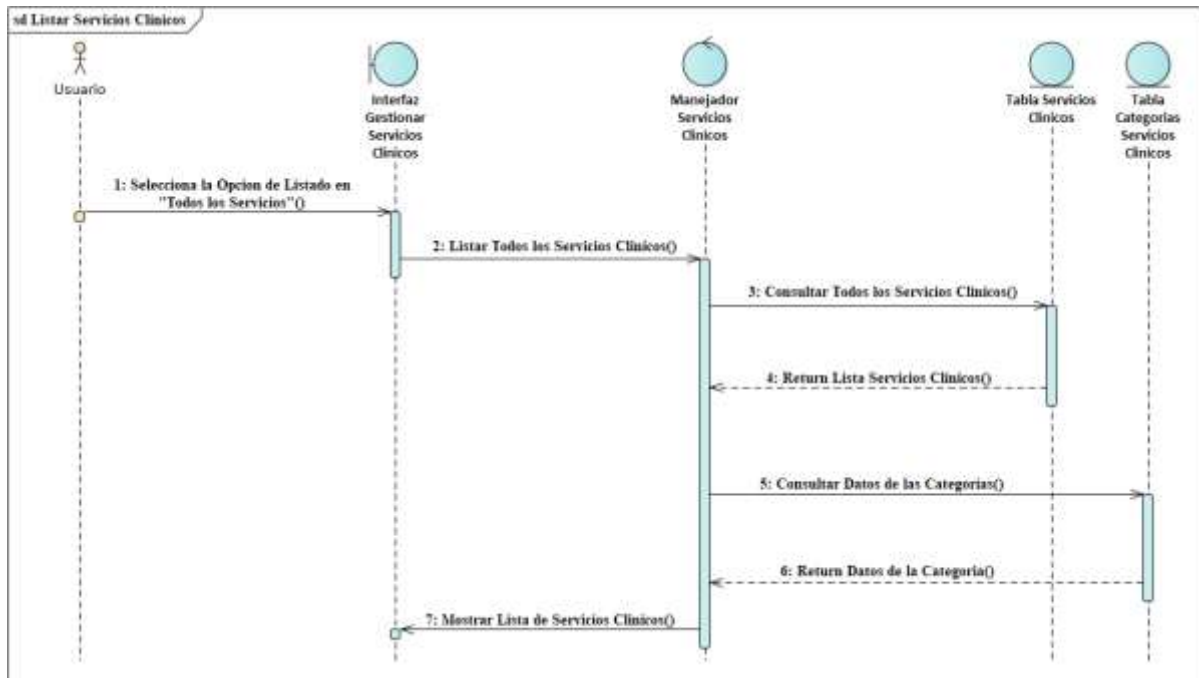 sd Listar Servicios Clinicos
Usuario
Interfaz
Gestionar
Servicios
Clinicos
Manejador
Servicios
Clinicos
Tabla Servicios
Clinicos
Tabla
Categorias
Servicios
Clinicos
1: Selecciona la Opcion de Listado en
"Todos los Servicios"()
2: Listar Todos los Servicios Clinicos()
3: Consultar Todos los Servicios Clinicos()
4: Return Lista Servicios Clinicos()
5: Consultar Datos de las Categorias()
6: Return Datos de la Categoria()
7: Mostrar Lista de Servicios Clinicos()